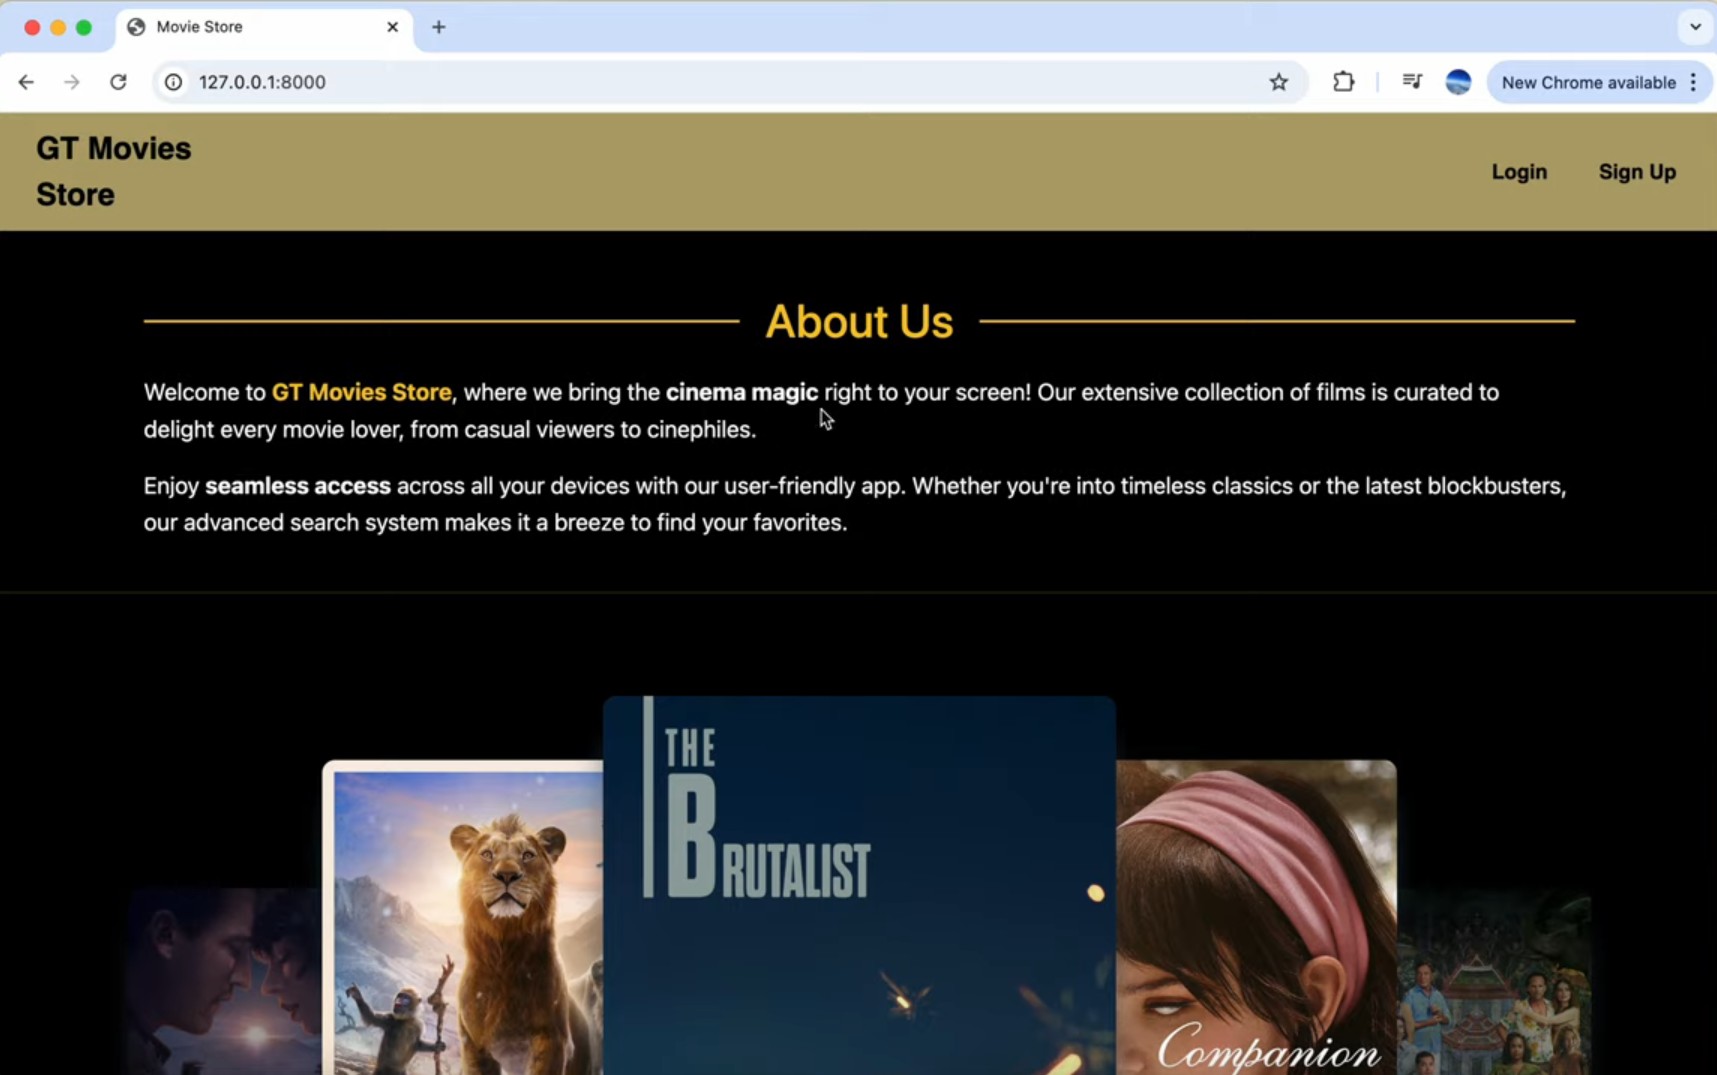 Movie Store
127.0.0.1:8000
New Chrome available
GT Movies
Store
Login
Sign Up
About Us
Welcome to GT Movies Store, where we bring the cinema magic right to your screen! Our extensive collection of films is curated to
delight every movie lover, from casual viewers to cinephiles.
Enjoy seamless access across all your devices with our user-friendly app. Whether you're into timeless classics or the latest blockbusters,
our advanced search system makes it a breeze to find your favorites.
THE
BRUTALIST
Companion